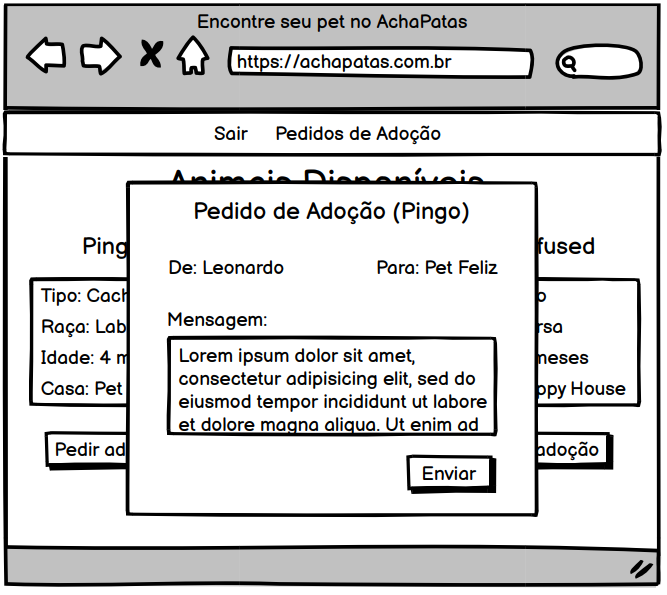 Encontre seu pet no AchaPatas
https://achapatas.com.br
Sair Pedidos de Adoção
Animais Disponíveis
Pedido de Adoção (Pingo)
Ping
fused
De: Leonardo Para: Pet Feliz
Tipo: Cach
o
Raça: Lab
rsa
Idade: 4 m
meses
Casa: Pet
ppy House
Mensagem:
Lorem ipsum dolor sit amet,
consectetur adipisicing elit, sed do
eiusmod tempor incididunt ut labore
et dolore magna aliqua. Ut enim ad
Pedir ad
adoção
Enviar